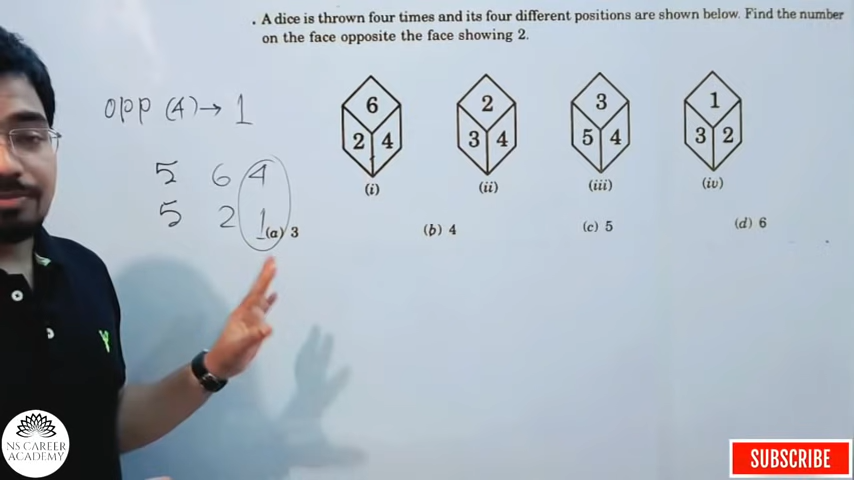 . A dice is thrown four times and its four different positions are shown below. Find the number
on the face opposite the face showing 2.
opp (4) → 1
5 6 4
5 2 1
6
2 4
(i)
2
3 4
(ii)
3
5 4
(iii)
1
3 2
(iv)
(a) 3
(b) 4
(c) 5
(d) 6
NS CAREER
ACADEMY
SUBSCRIBE